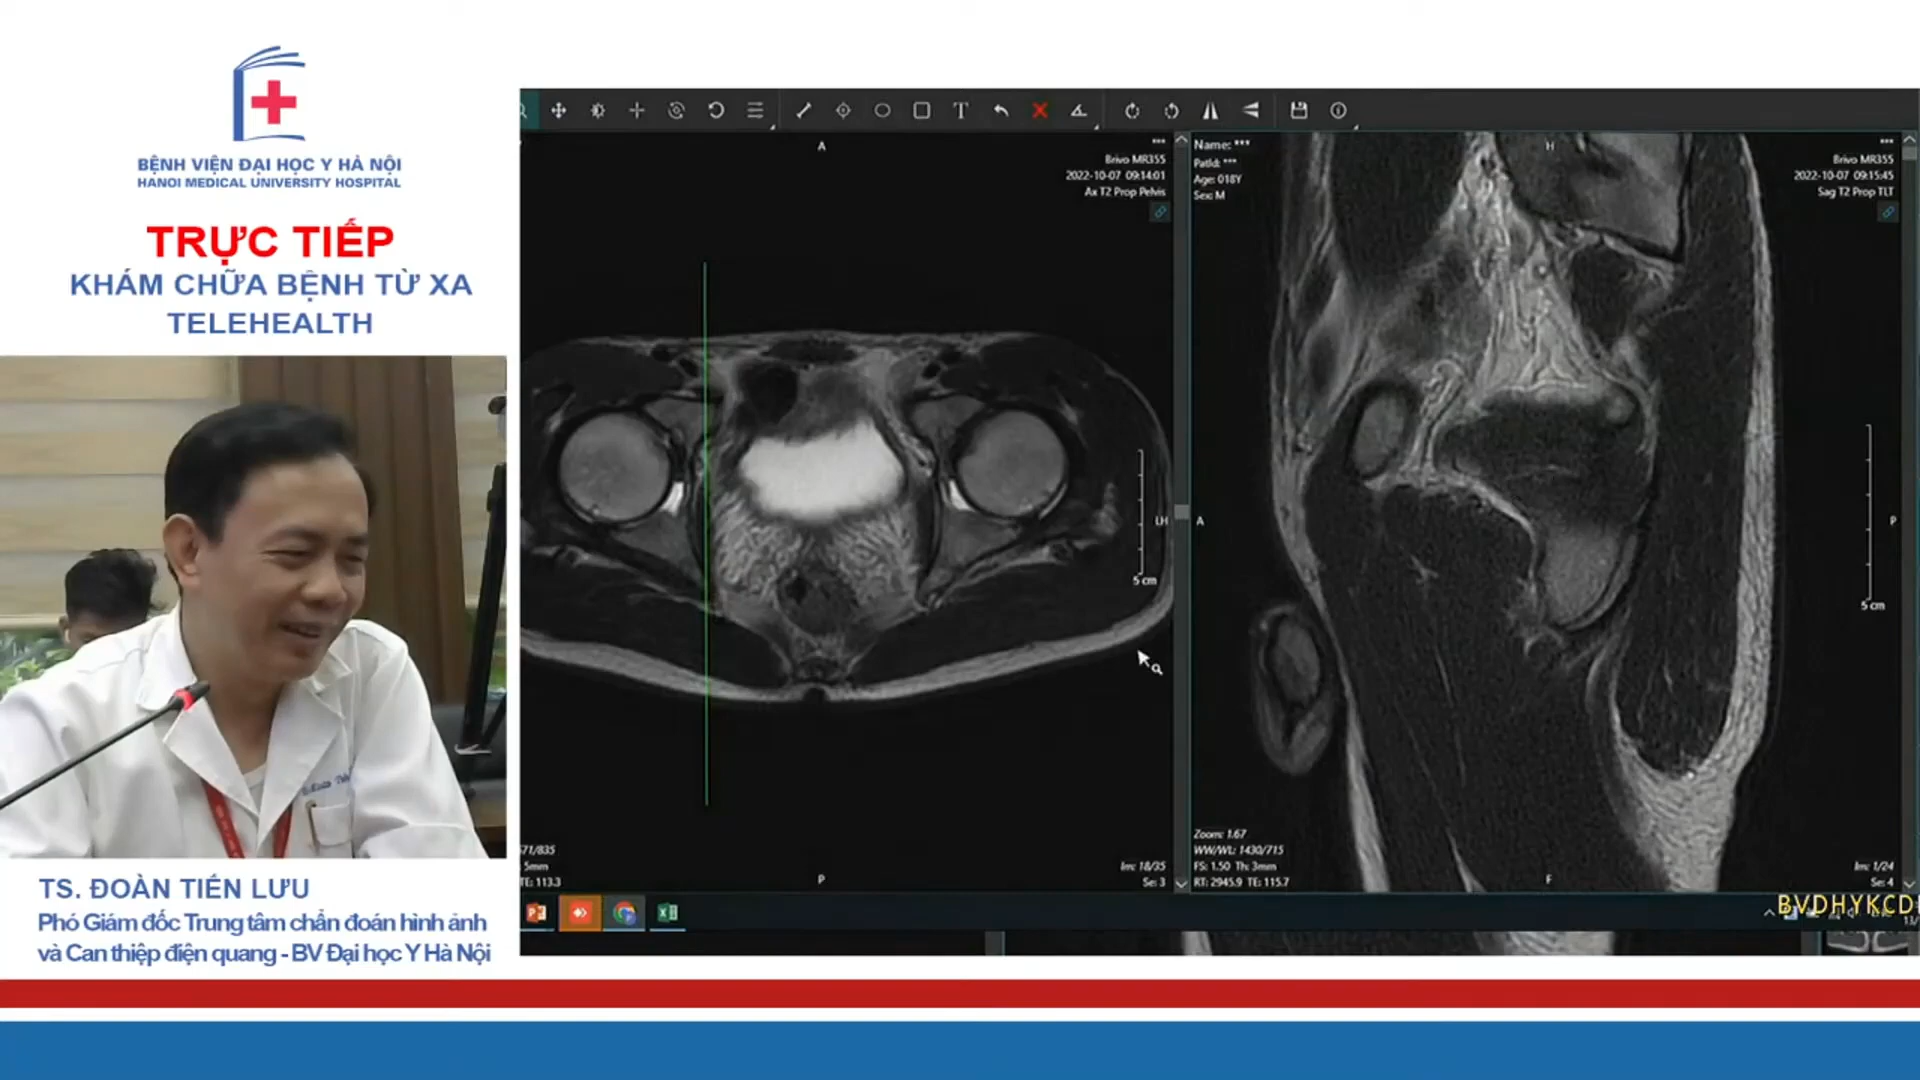 BỆNH VIỆN ĐẠI HỌC Y HÀ NỘI
HANOI MEDICAL UNIVERSITY HOSPITAL
TRỰC TIẾP
KHÁM CHỮA BỆNH TỪ XA
TELEHEALTH
TS. ĐOÀN TIẾN LƯU
Phó Giám đốc Trung tâm chẩn đoán hình ảnh
và Can thiệp điện quang - BV Đại học Y Hà Nội
A
***
Brivo MR355
2022-10-07 09:14:01
Ax T2 Prop Pelvis
LH
5 cm
71/835
5mm
TE: 113.3
P
Im: 18/35
Se: 3
Name: ***
PatId: ***
Age: 018Y
Sex: M
H
***
Brivo MR355
2022-10-07 09:15:45
Sag T2 Prop TLT
A
P
5 cm
Zoom: 1.67
WW/WL: 1430/715
FS: 1.50 Th: 3mm
RT: 2945.9 TE: 115.7
F
Im: 1/24
Se: 4
BVDHYKCD